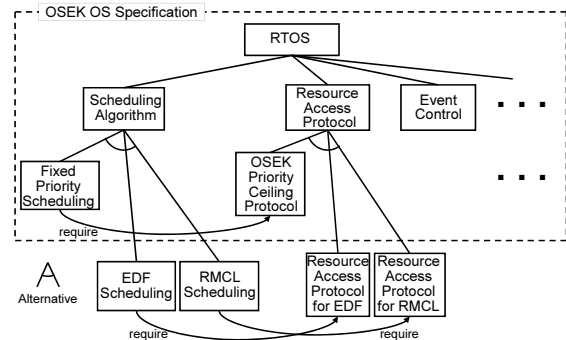 OSEK OS Specification
RTOS
Scheduling
Algorithm
Resource
Access
Protocol
Event
Control
. . .
Fixed
Priority
Scheduling
OSEK
Priority
Ceiling
Protocol
. . .
require
Alternative
EDF
Scheduling
RMCL
Scheduling
Resource
Access
Protocol
for EDF
Resource
Access
Protocol
for RMCL
require
require